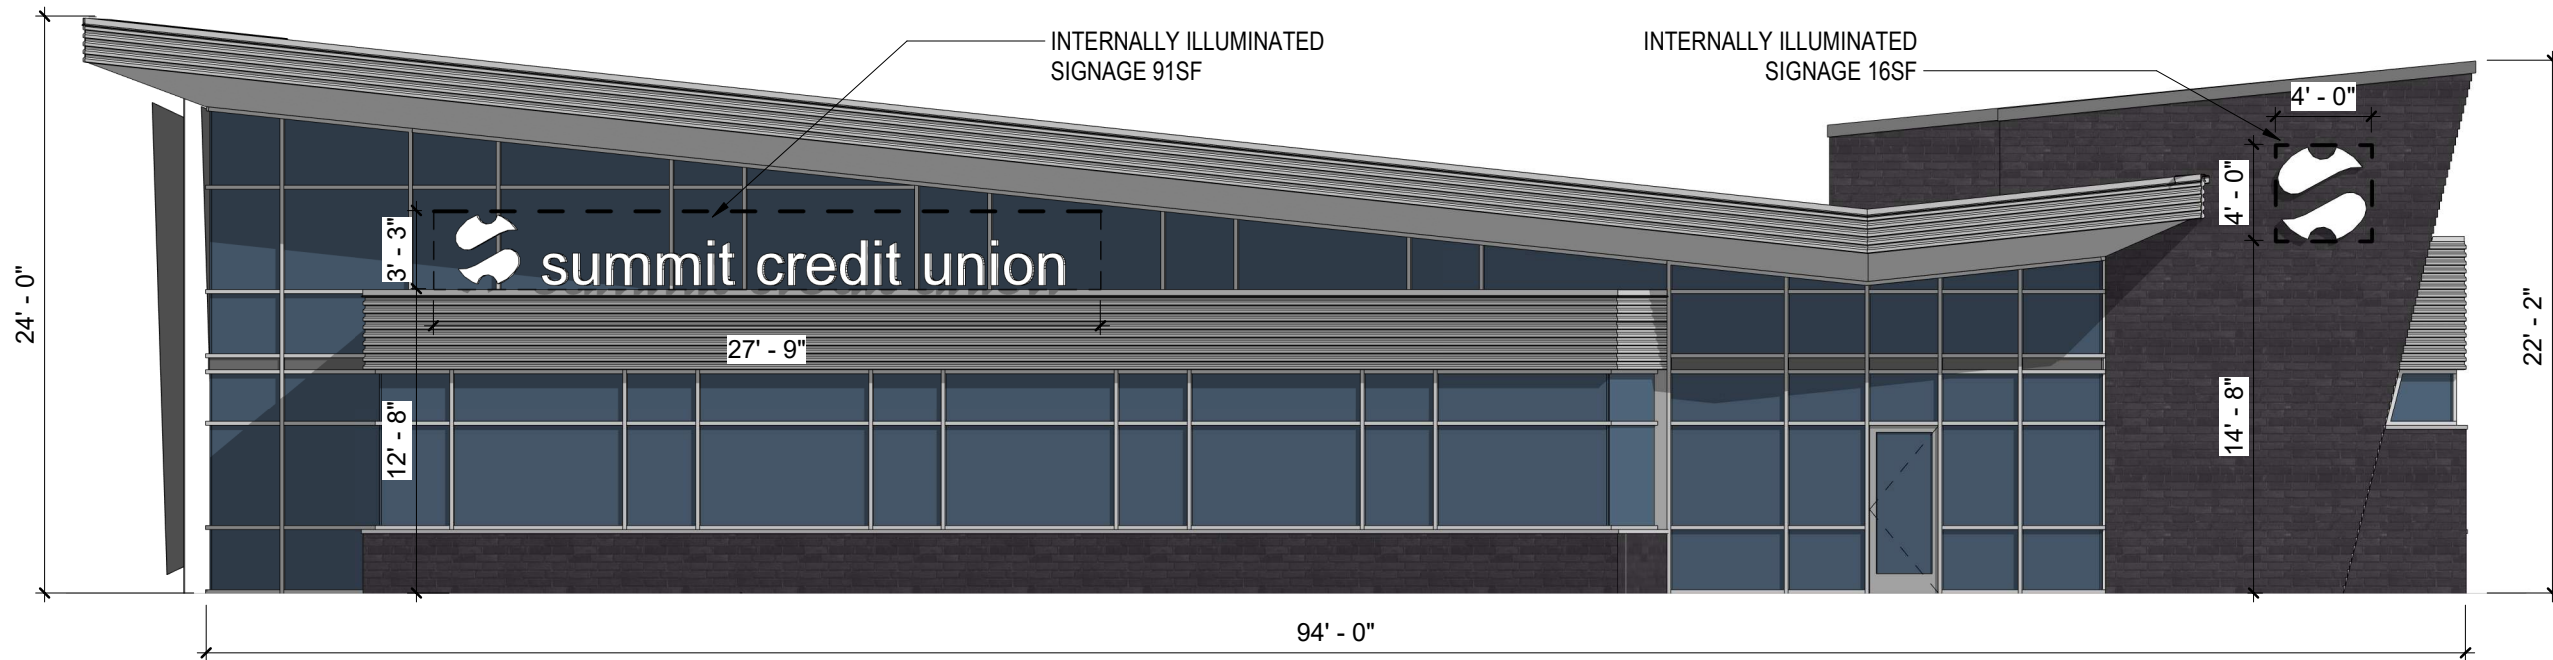 INTERNALLY ILLUMINATED
SIGNAGE 91SF
INTERNALLY ILLUMINATED
SIGNAGE 16SF
4' - 0"
4' - 0"
3' - 3"
summit credit union
24' - 0"
27' - 9"
22' - 2"
12' - 8"
14' - 8"
94' - 0"